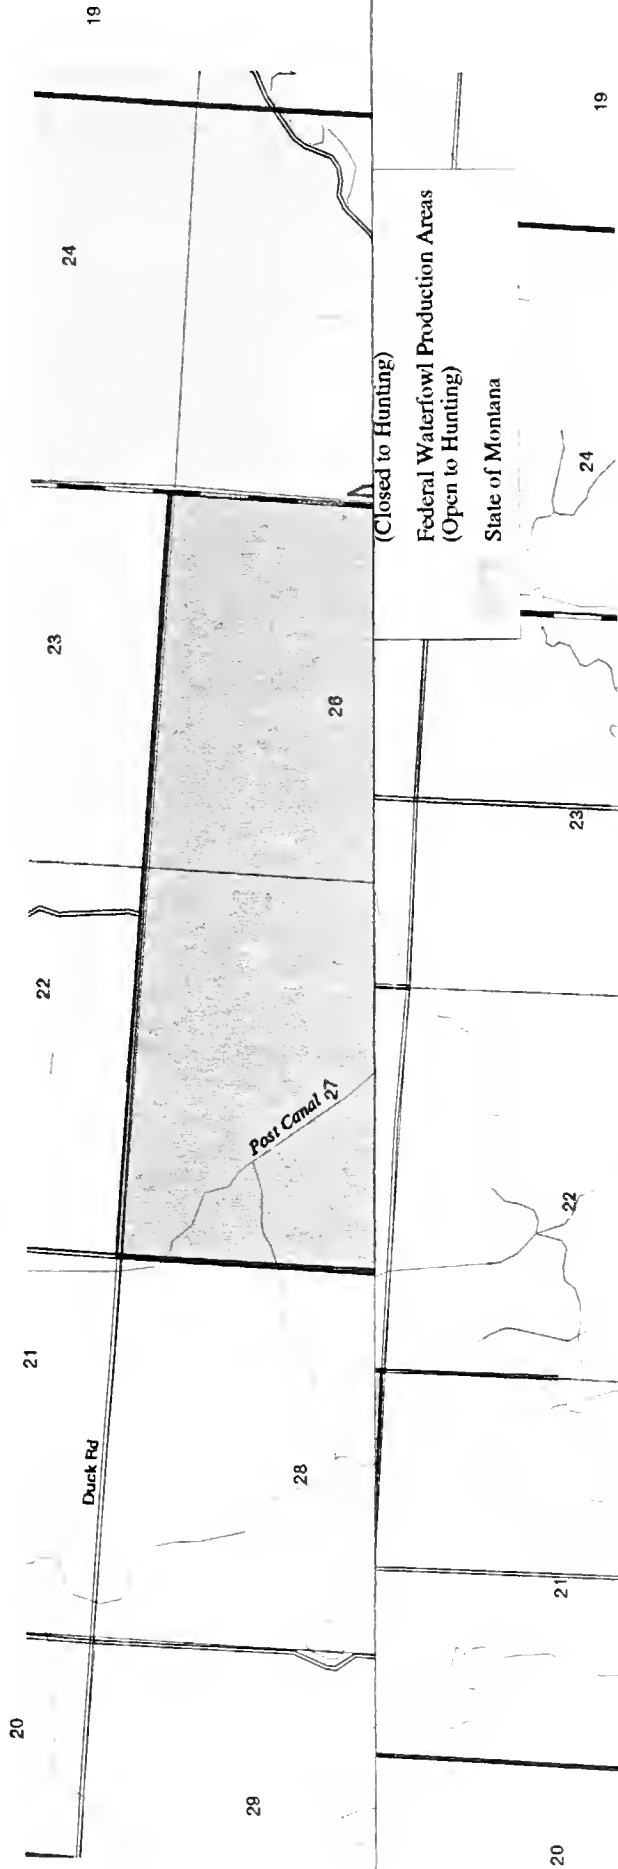 19
24
23
22
21
20
26
27
28
29
Post Canal
Duck Rd
(Closed to Hunting)
Federal Waterfowl Production Areas
(Open to Hunting)
State of Montana
19
24
23
22
21
20